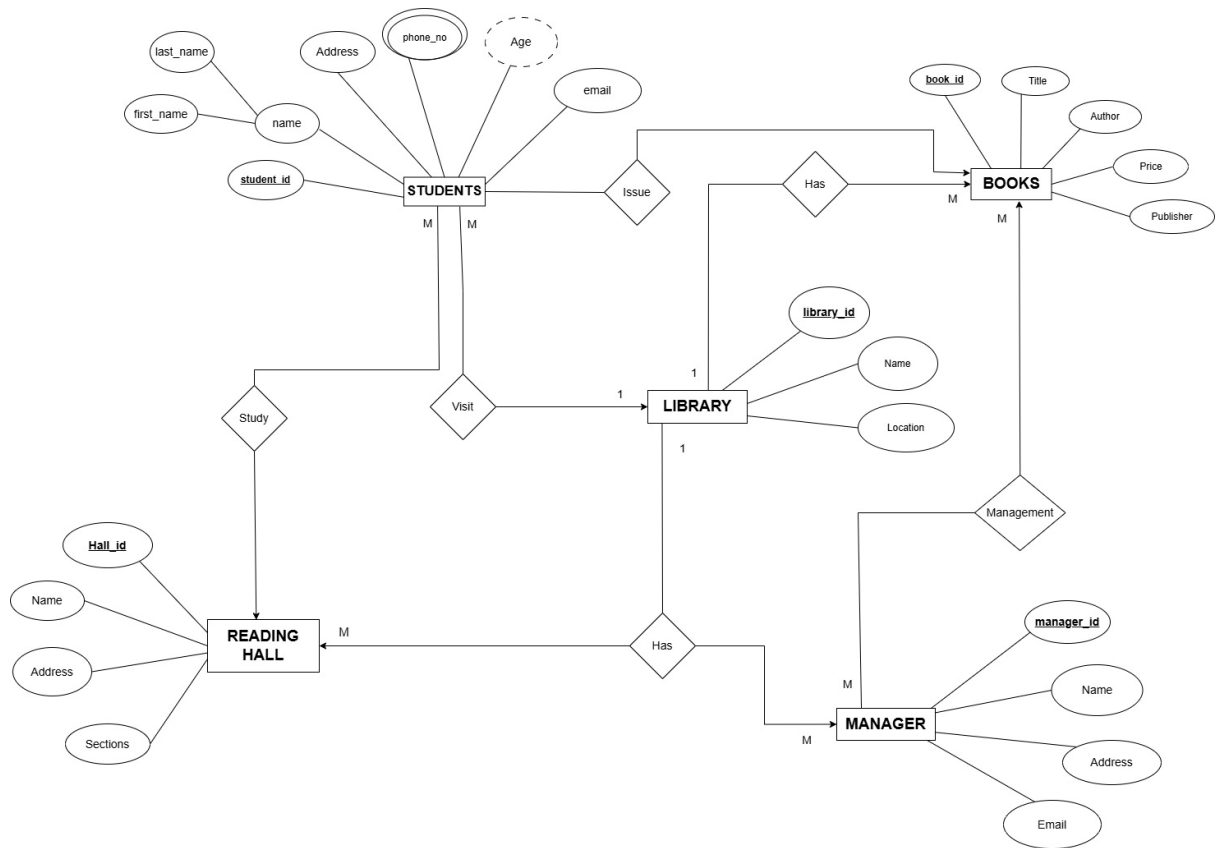 last_name
Address
phone_no
Age
email
first_name
name
student_id
STUDENTS
M
M
Issue
Has
book_id
Title
Author
Price
Publisher
BOOKS
M
M
library_id
Name
Location
1
1
LIBRARY
1
Study
Visit
Management
Hall_id
Name
Address
Sections
READING
HALL
M
Has
M
M
manager_id
Name
Address
Email
MANAGER